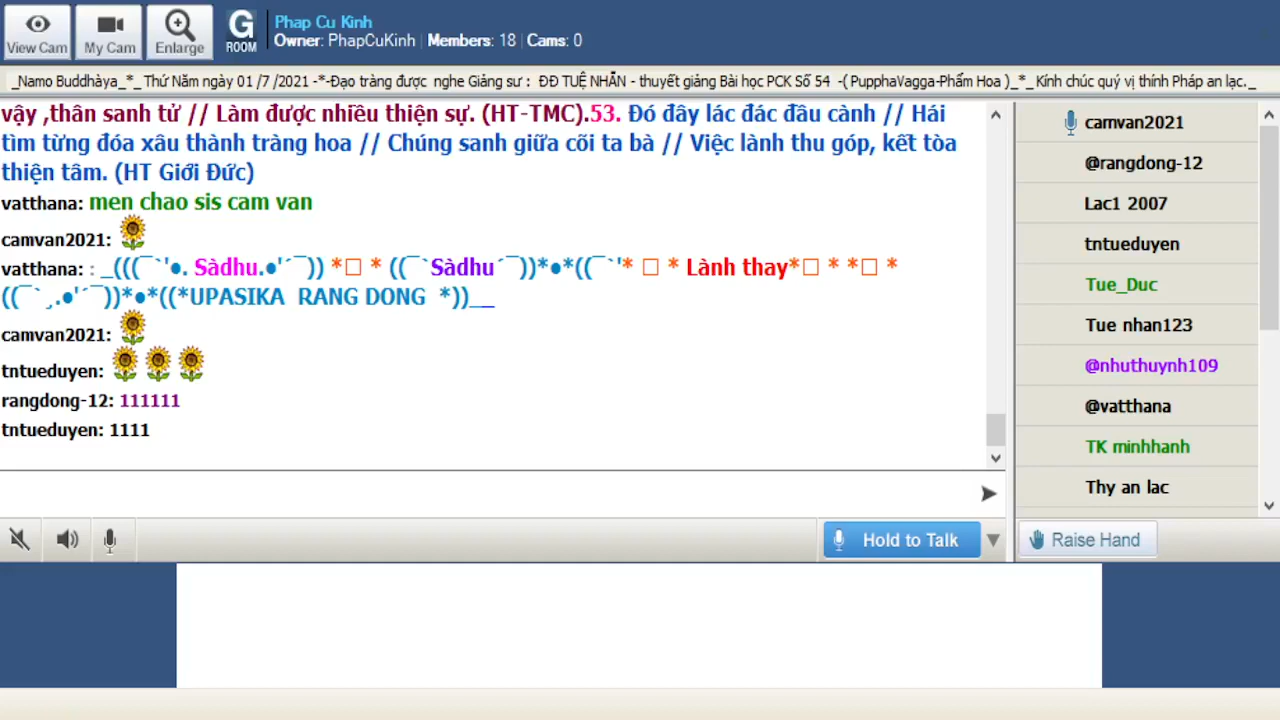 View Cam
My Cam
Enlarge
G
ROOM
Phap Cu Kinh
Owner: PhapCuKinh | Members: 18 | Cams: 0
_Namo Buddhàya_*_ Thứ Năm ngày 01 /7 /2021 -*-Đạo tràng được nghe Giảng sư : ĐĐ TUỆ NHẪN - thuyết giảng Bài học PCK Số 54 -( PupphaVagga-Phẩm Hoa )_*_Kính chúc quý vị thính Pháp an lạc._
vậy ,thân sanh tử // Làm được nhiều thiện sự. (HT-TMC).53. Đó đây lác đác đầu cành // Hái
tìm từng đóa xâu thành tràng hoa // Chúng sanh giữa cõi ta bà // Việc lành thu góp, kết tòa
thiện tâm. (HT Giới Đức)
vatthana: men chao sis cam van
camvan2021:
vatthana: : _(((¯`'•. Sàdhu.•'´¯)) *□ * ((¯`Sàdhu´¯))*•*((¯`'* □ * Lành thay*□ * *□ *
((¯`¸.•'´¯))*•*((*UPASIKA RANG DONG *))__
camvan2021:
tntueduyen:
rangdong-12: 111111
tntueduyen: 1111
Hold to Talk
camvan2021
@rangdong-12
Lac1 2007
tntueduyen
Tue_Duc
Tue nhan123
@nhuthuynh109
@vatthana
TK minhhanh
Thy an lac
Raise Hand